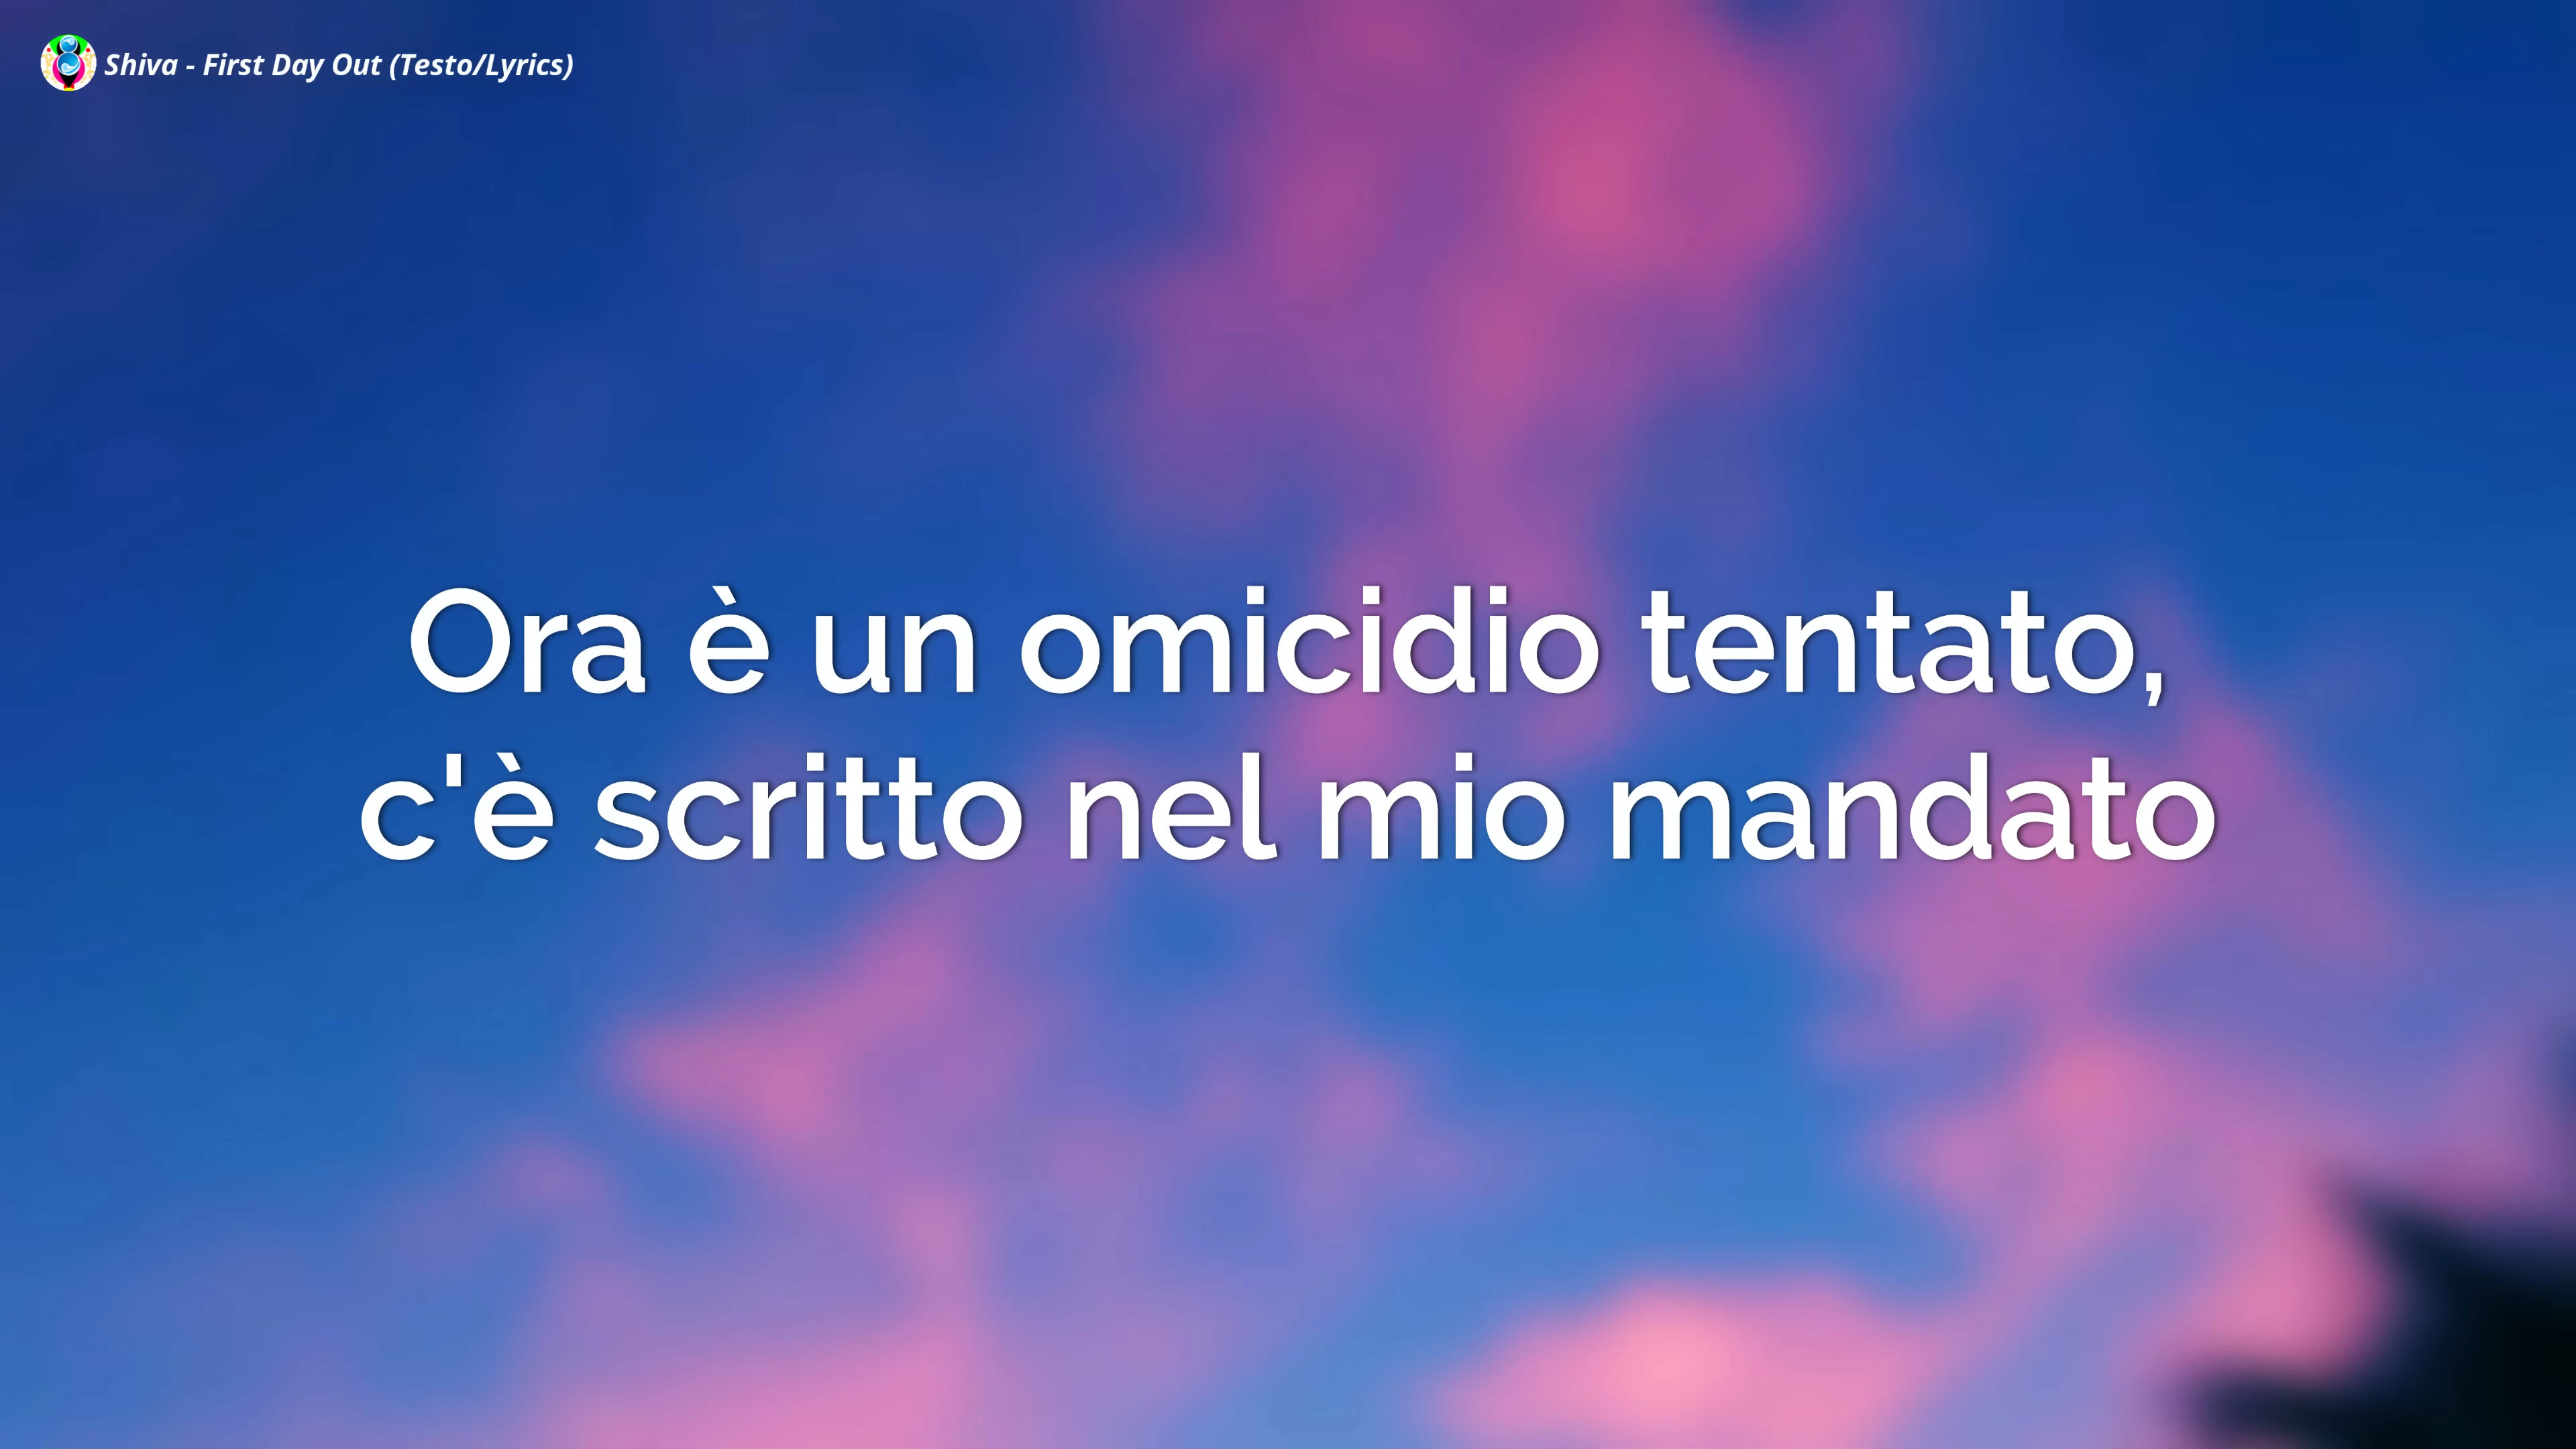 Shiva - First Day Out (Testo/Lyrics)
Ora è un omicidio tentato,
c'è scritto nel mio mandato